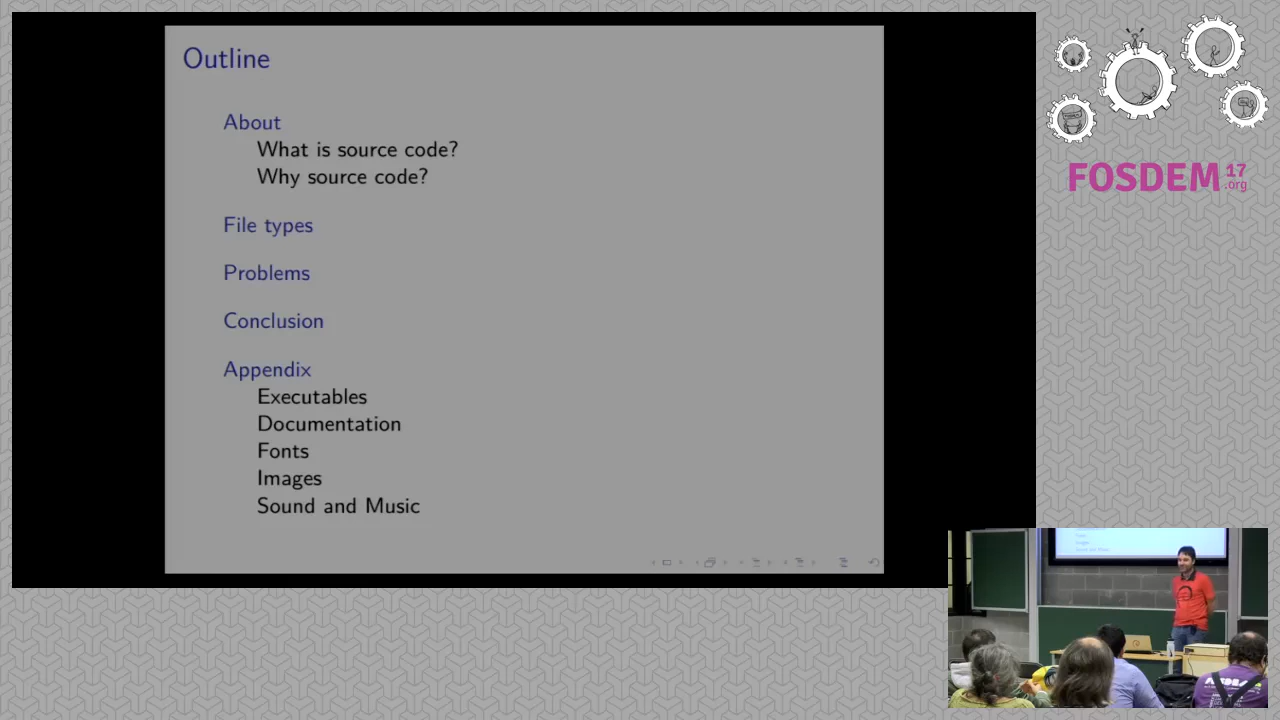 Outline
About
What is source code?
Why source code?
File types
Problems
Conclusion
Appendix
Executables
Documentation
Fonts
Images
Sound and Music
FOSDEM 17
.org